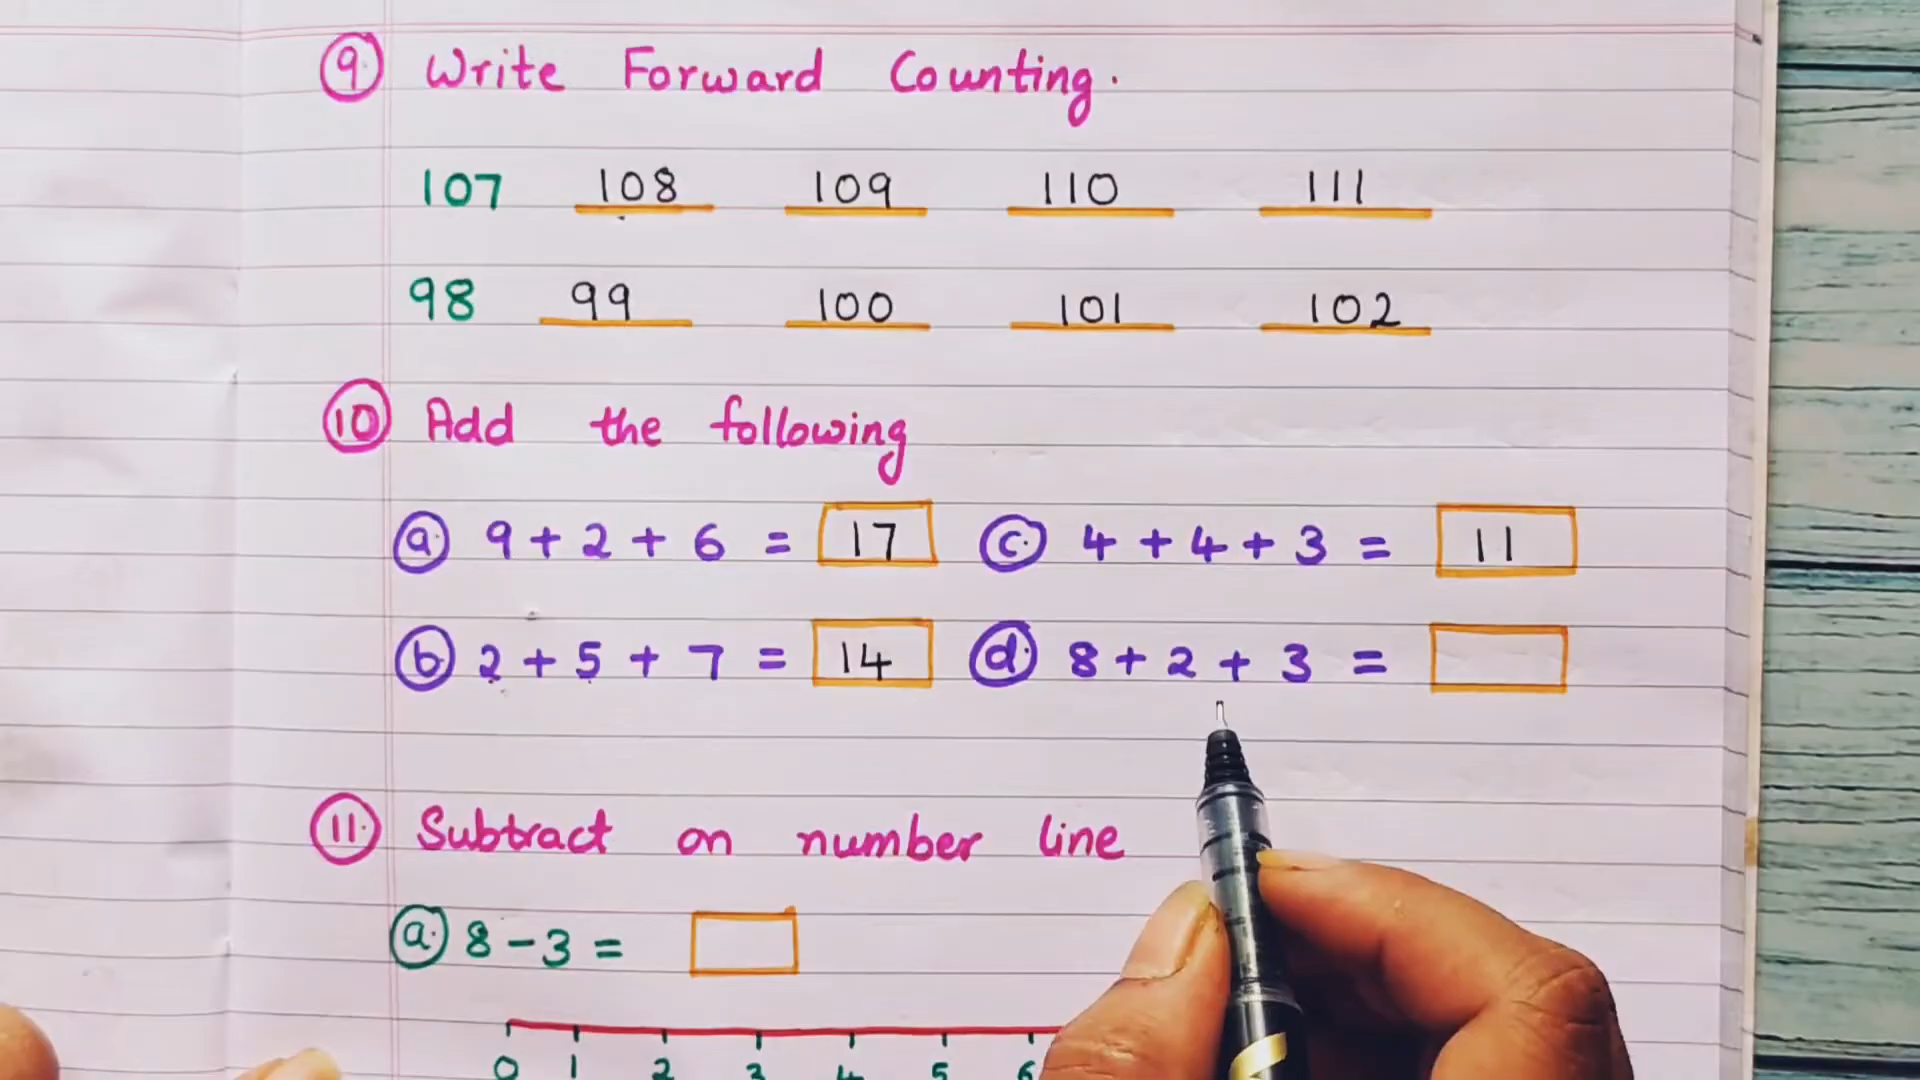 9 Write Forward Counting.
107 108 109 110 111
98 99 100 101 102
10 Add the following
a. 9 + 2 + 6 = 17 c. 4 + 4 + 3 = 11
b. 2 + 5 + 7 = 14 d. 8 + 2 + 3 =
11. Subtract on number line
a. 8 - 3 =
0 1 2 3 4 5 6